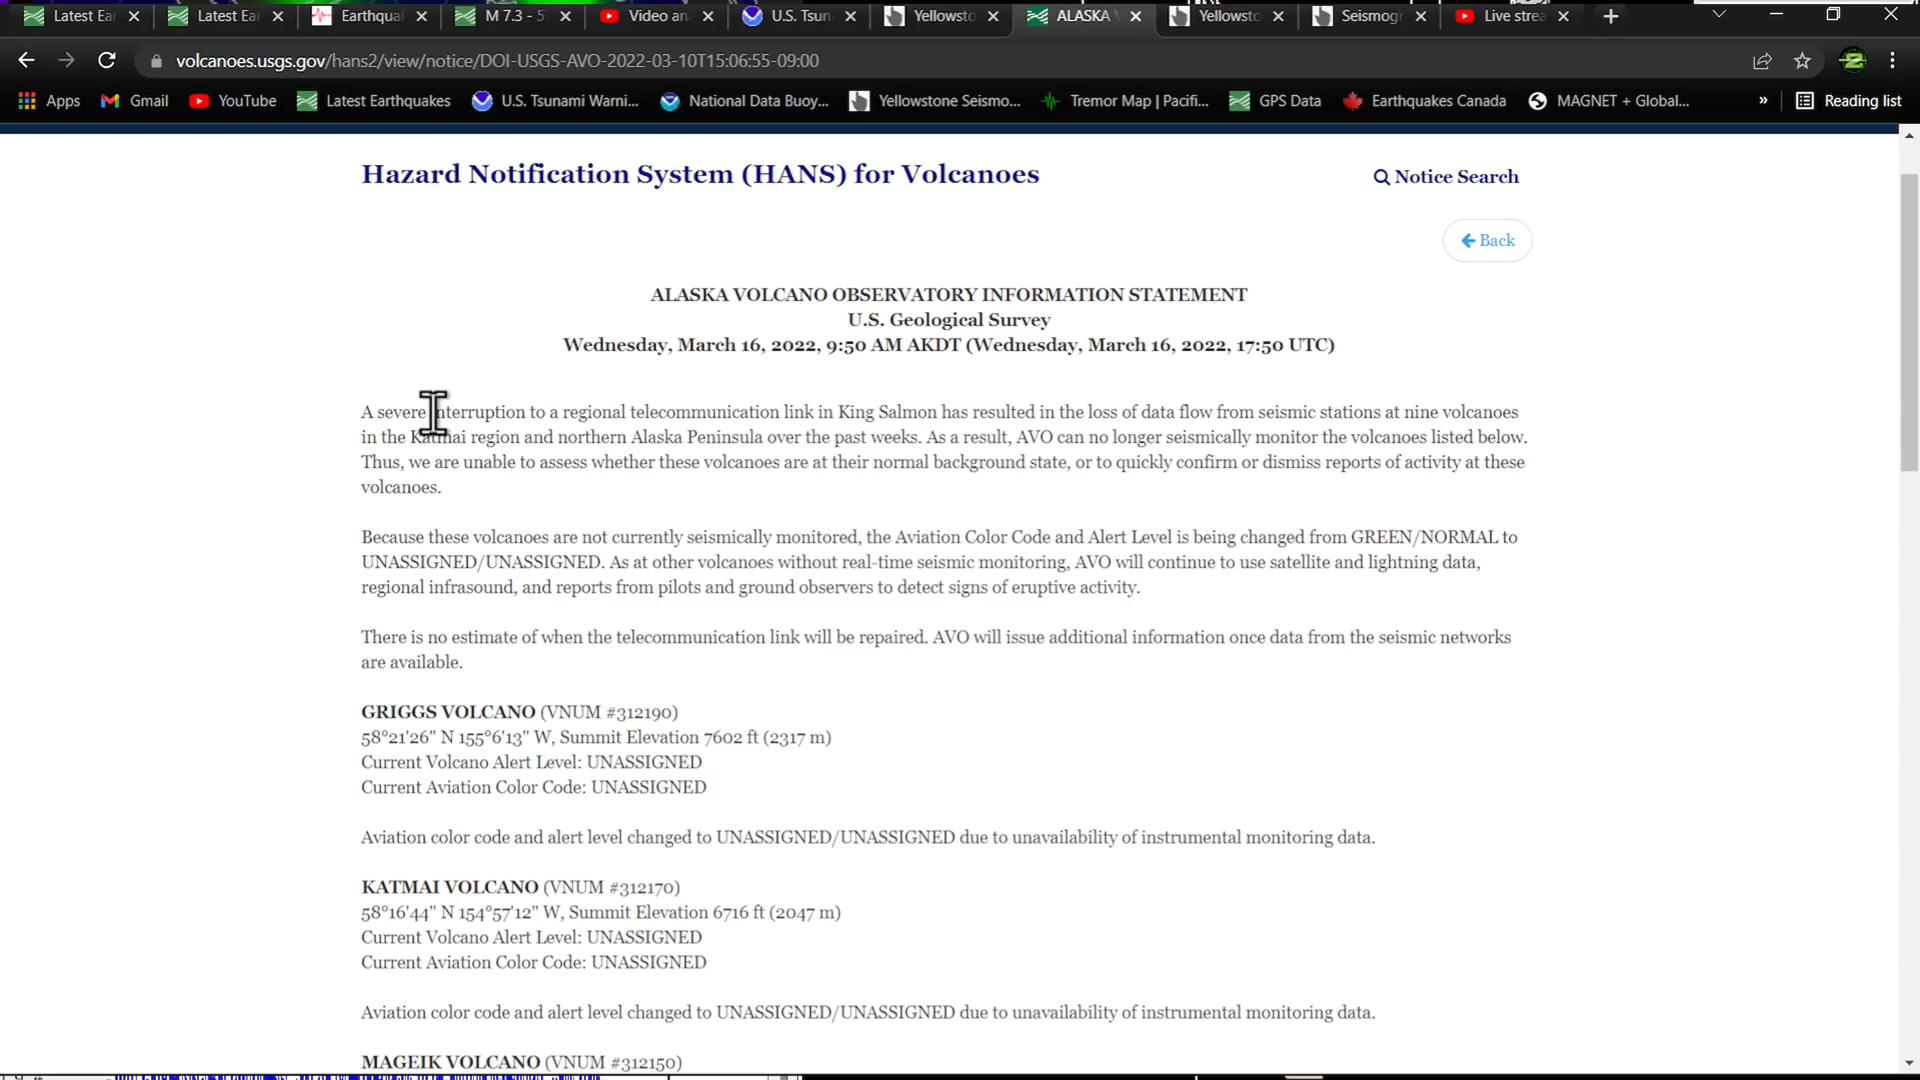 Latest Ear
Latest Ear
Earthqua
M 7.3 - 5
Video an
U.S. Tsun
Yellowsto
ALASKA
Yellowsto
Seismogr
Live strea
volcanoes.usgs.gov/hans2/view/notice/DOI-USGS-AVO-2022-03-10T15:06:55-09:00
Apps Gmail YouTube Latest Earthquakes U.S. Tsunami Warni... National Data Buoy... Yellowstone Seismo... Tremor Map | Pacifi... GPS Data Earthquakes Canada MAGNET + Global... » Reading list
Hazard Notification System (HANS) for Volcanoes
Notice Search
Back
ALASKA VOLCANO OBSERVATORY INFORMATION STATEMENT
U.S. Geological Survey
Wednesday, March 16, 2022, 9:50 AM AKDT (Wednesday, March 16, 2022, 17:50 UTC)
A severe interruption to a regional telecommunication link in King Salmon has resulted in the loss of data flow from seismic stations at nine volcanoes
in the Katmai region and northern Alaska Peninsula over the past weeks. As a result, AVO can no longer seismically monitor the volcanoes listed below.
Thus, we are unable to assess whether these volcanoes are at their normal background state, or to quickly confirm or dismiss reports of activity at these
volcanoes.
Because these volcanoes are not currently seismically monitored, the Aviation Color Code and Alert Level is being changed from GREEN/NORMAL to
UNASSIGNED/UNASSIGNED. As at other volcanoes without real-time seismic monitoring, AVO will continue to use satellite and lightning data,
regional infrasound, and reports from pilots and ground observers to detect signs of eruptive activity.
There is no estimate of when the telecommunication link will be repaired. AVO will issue additional information once data from the seismic networks
are available.
GRIGGS VOLCANO (VNUM #312190)
58°21'26" N 155°6'13" W, Summit Elevation 7602 ft (2317 m)
Current Volcano Alert Level: UNASSIGNED
Current Aviation Color Code: UNASSIGNED
Aviation color code and alert level changed to UNASSIGNED/UNASSIGNED due to unavailability of instrumental monitoring data.
KATMAI VOLCANO (VNUM #312170)
58°16'44" N 154°57'12" W, Summit Elevation 6716 ft (2047 m)
Current Volcano Alert Level: UNASSIGNED
Current Aviation Color Code: UNASSIGNED
Aviation color code and alert level changed to UNASSIGNED/UNASSIGNED due to unavailability of instrumental monitoring data.
MAGEIK VOLCANO (VNUM #312150)